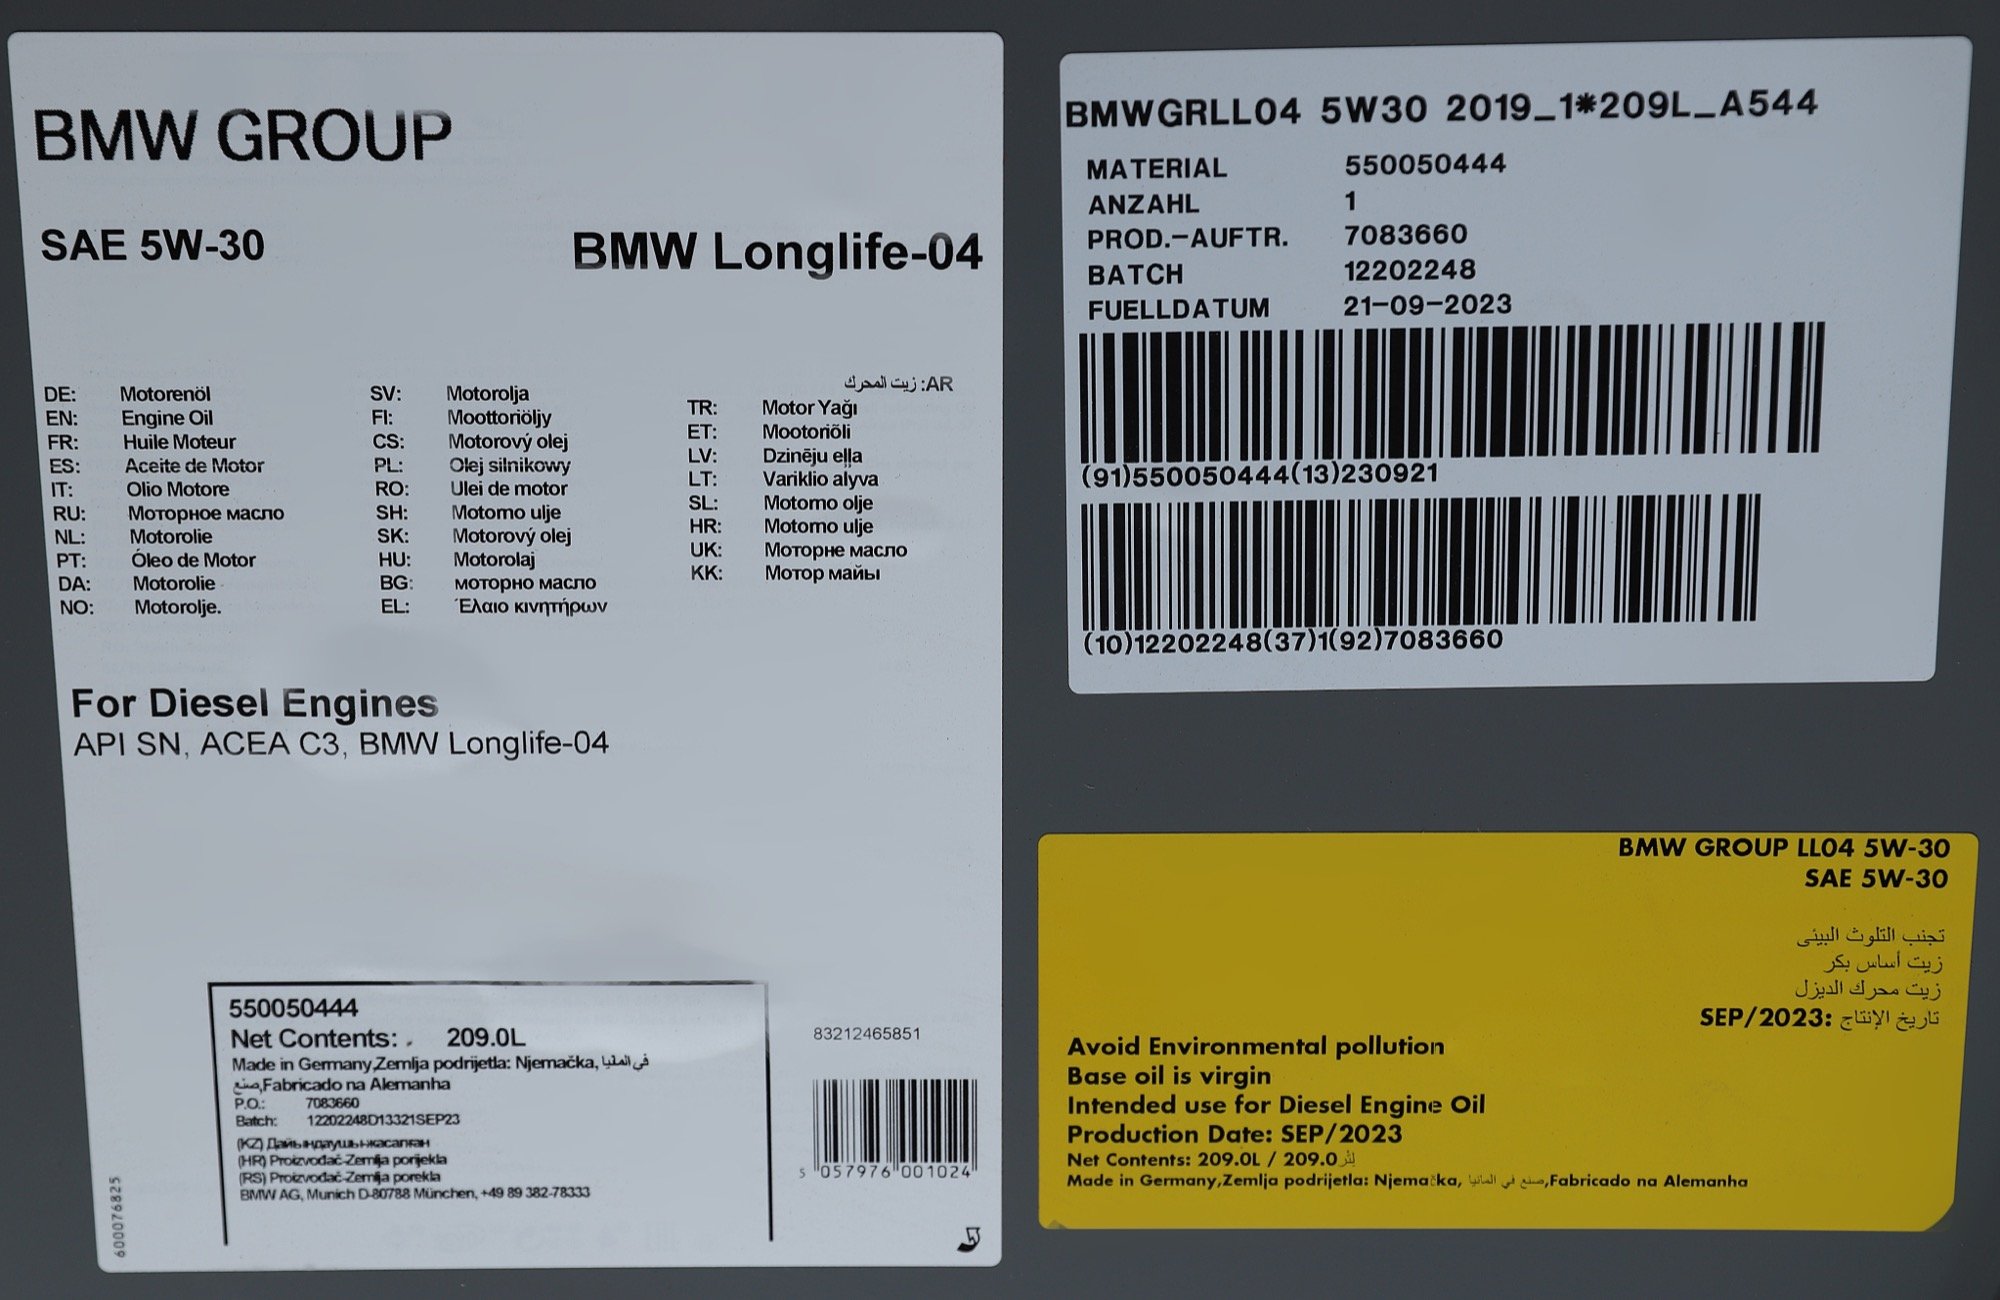 BMW GROUP
SAE 5W-30
BMW Longlife-04
DE: Motorenöl
EN: Engine Oil
FR: Huile Moteur
ES: Aceite de Motor
IT: Olio Motore
RU: Моторное масло
NL: Motorolie
PT: Óleo de Motor
DA: Motorolie
NO: Motorolje.
SV: Motorolja
FI: Moottoriöljy
CS: Motorový olej
PL: Olej silnikowy
RO: Ulei de motor
SH: Motorno ulje
SK: Motorový olej
HU: Motorolaj
BG: моторно масло
EL: Έλαιο κινητήρων
AR: زيت المحرك
TR: Motor Yağı
ET: Mootoriõli
LV: Dzinēju eļļa
LT: Variklio alyva
SL: Motorno olje
HR: Motorno ulje
UK: Моторне масло
KK: Мотор майы
For Diesel Engines
API SN, ACEA C3, BMW Longlife-04
550050444
Net Contents: 209.0L
Made in Germany,Zemlja podrijetla: Njemačka, في المانيا
صنع,Fabricado na Alemanha
P.O.: 7083660
Batch: 12202248D13321SEP23
(KZ) Дайындаушы-жасалған
(HR) Proizvođač-Zemlja porijekla
(RS) Proizvođač-Zemlja porekla
BMW AG, Munich D-80788 München, +49 89 382-78333
600076825
83212465851
5 057976 001024
BMWGRLL04 5W30 2019_1*209L_A544
MATERIAL 550050444
ANZAHL 1
PROD.-AUFTR. 7083660
BATCH 12202248
FUELLDATUM 21-09-2023
(91)550050444(13)230921
(10)12202248(37)1(92)7083660
BMW GROUP LL04 5W-30
SAE 5W-30
تجنب التلوث البيئى
زيت أساس بكر
زيت محرك الديزل
تاريخ الإنتاج :SEP/2023
Avoid Environmental pollution
Base oil is virgin
Intended use for Diesel Engine Oil
Production Date: SEP/2023
Net Contents: 209.0L / 209.0 لتر
Made in Germany,Zemlja podrijetla: Njemačka, صنع في المانيا,Fabricado na Alemanha